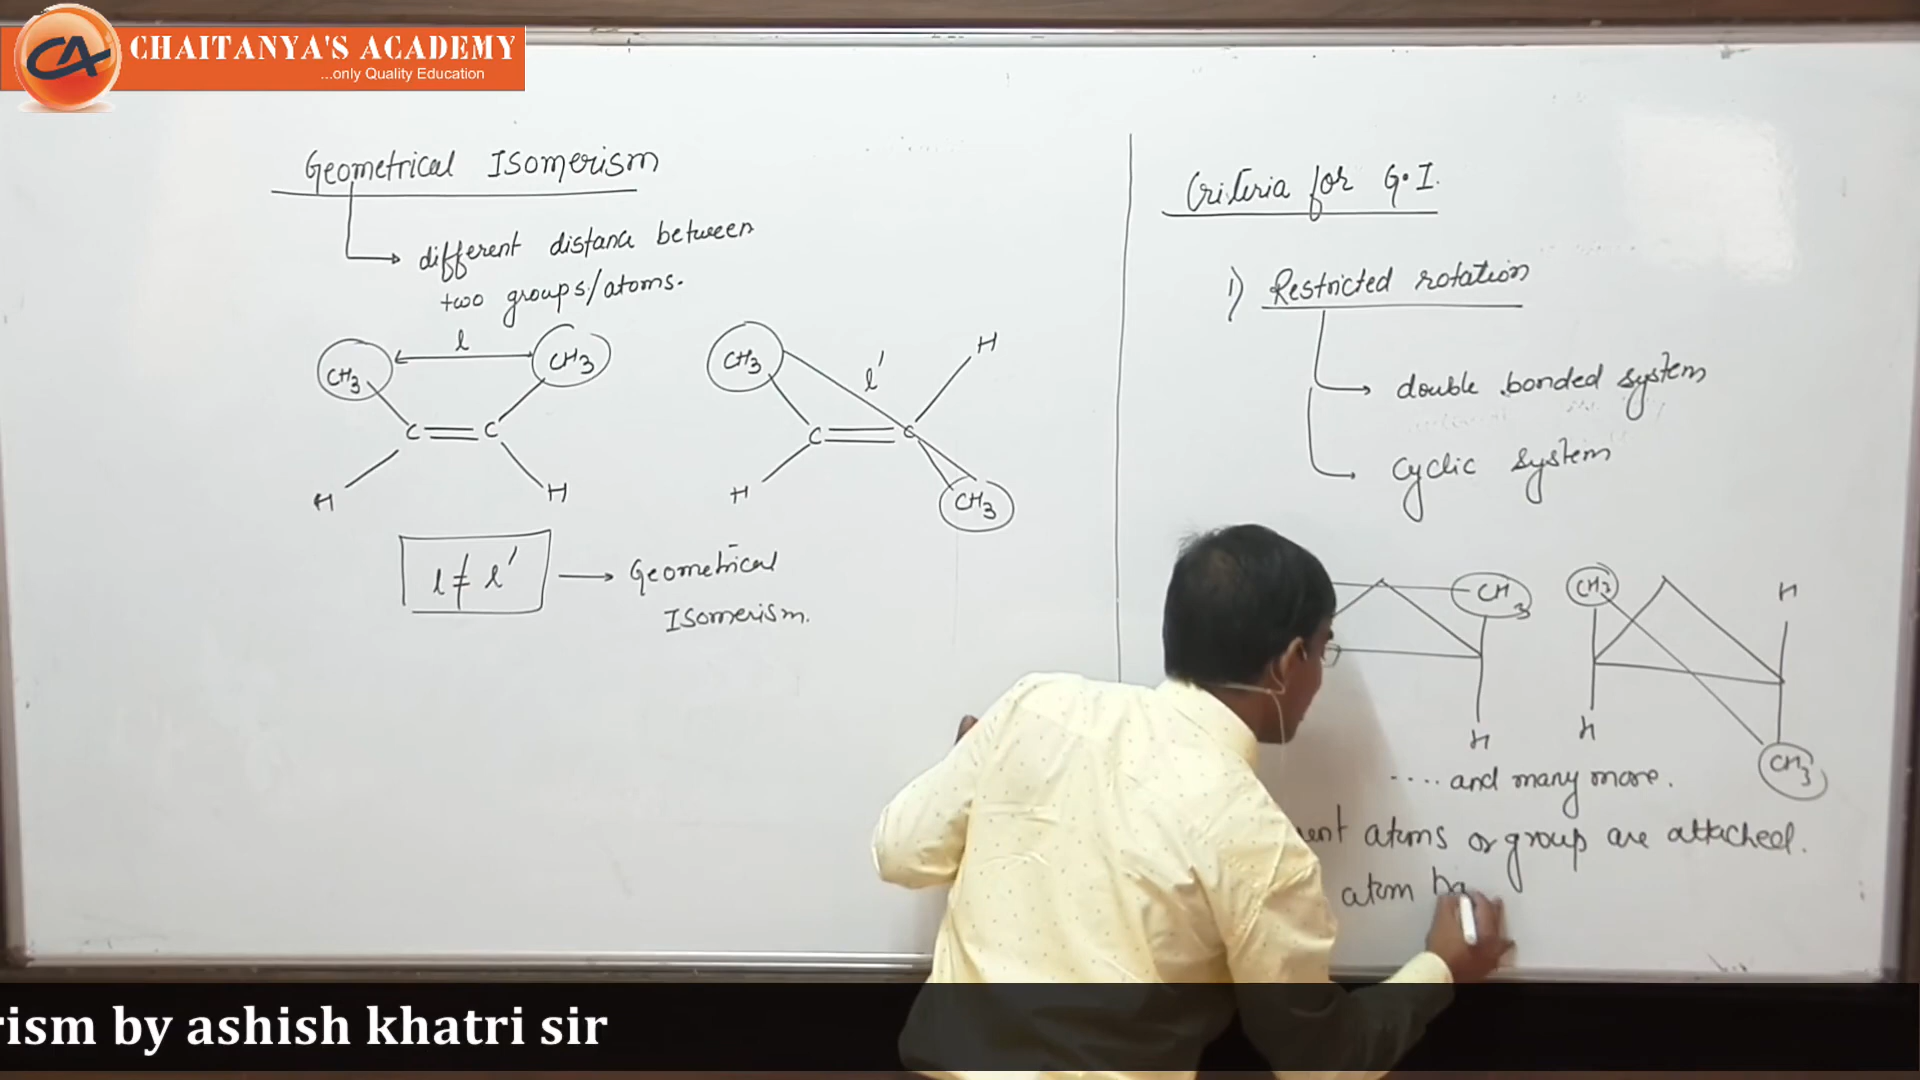 CHAITANYA'S ACADEMY
...only Quality Education
Geometrical Isomerism
different distance between
two groups/atoms.
l
CH3 CH3
C = C
H H
CH3 H
l'
C = C
H CH3
l ≠ l' → Geometrical
Isomerism.
Criteria for G.I.
1) Restricted rotation
double bonded system
cyclic system
CH3
H
CH3 H
H CH3
.... and many more.
atoms or group are attached.
atom
rism by ashish khatri sir